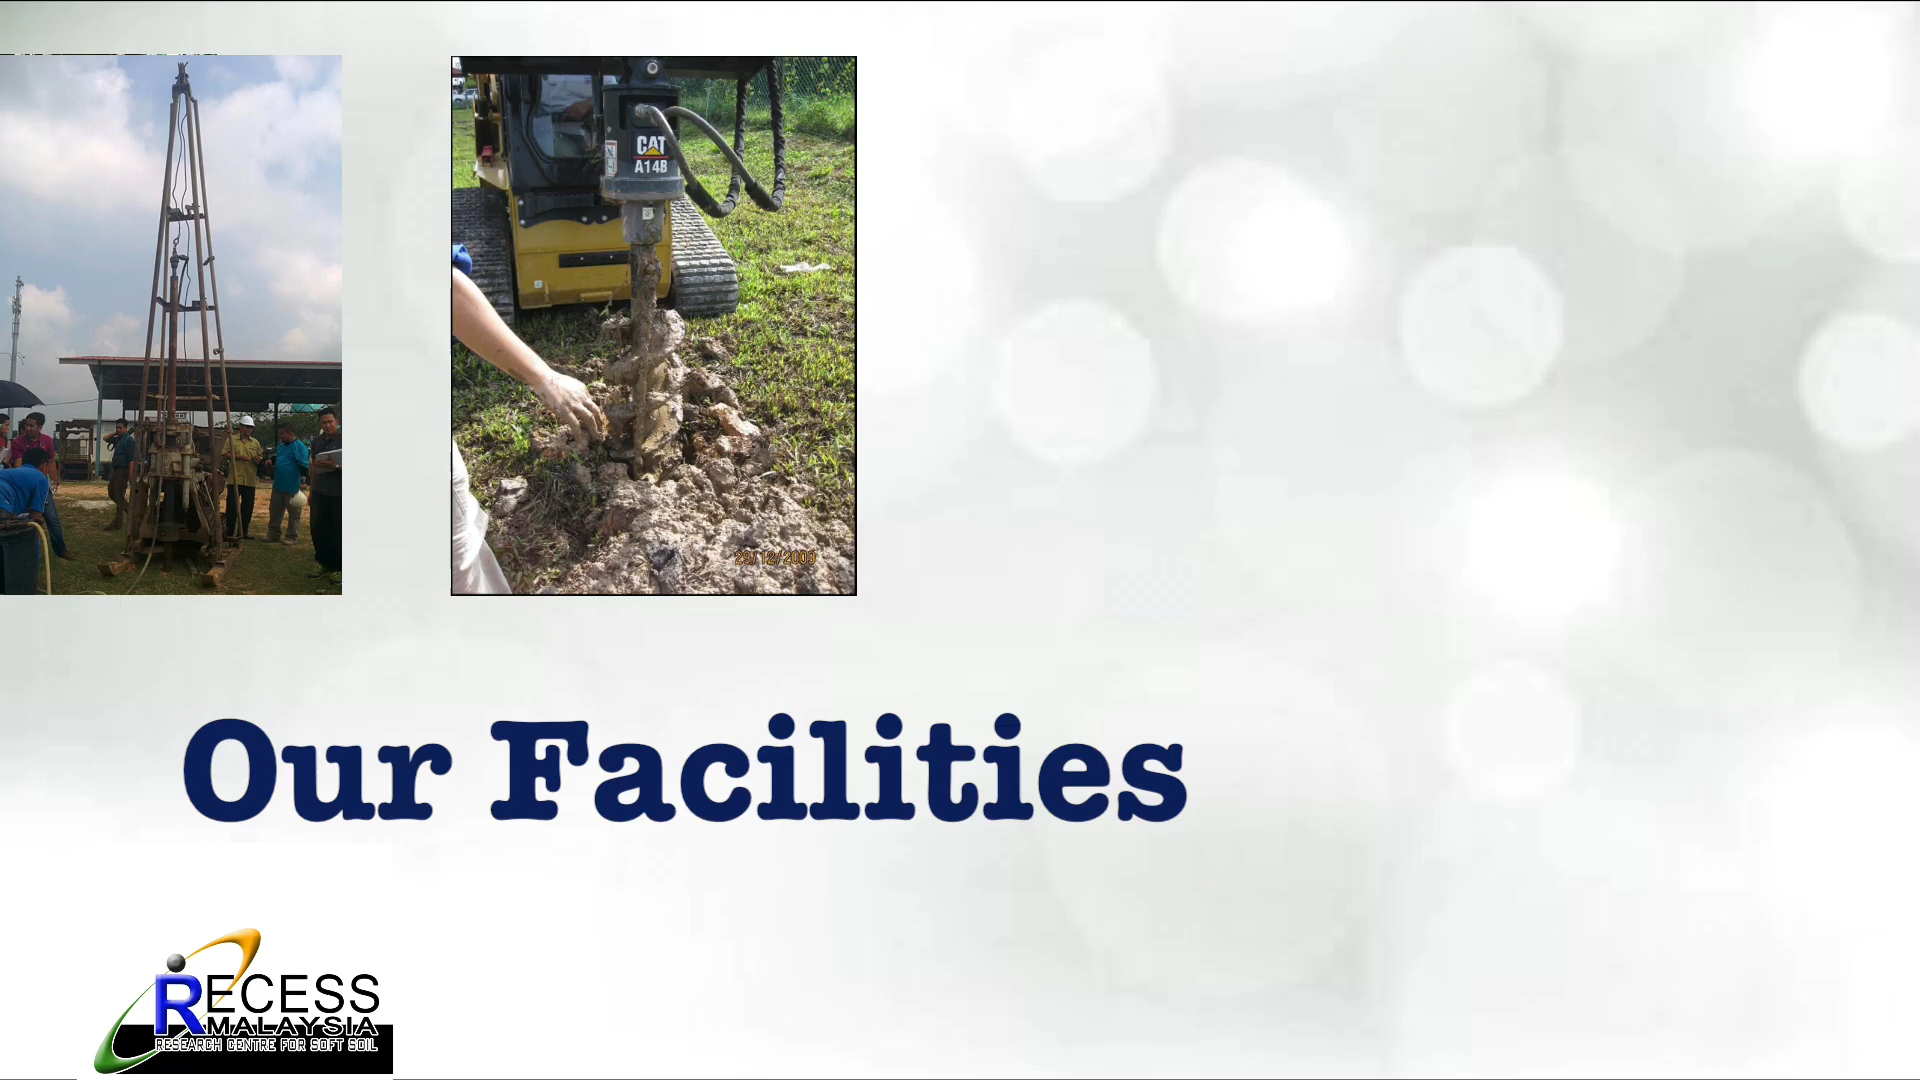 CAT
A14B
29/12/2009
Our Facilities
RECESS
MALAYSIA
RESEARCH CENTRE FOR SOFT SOIL